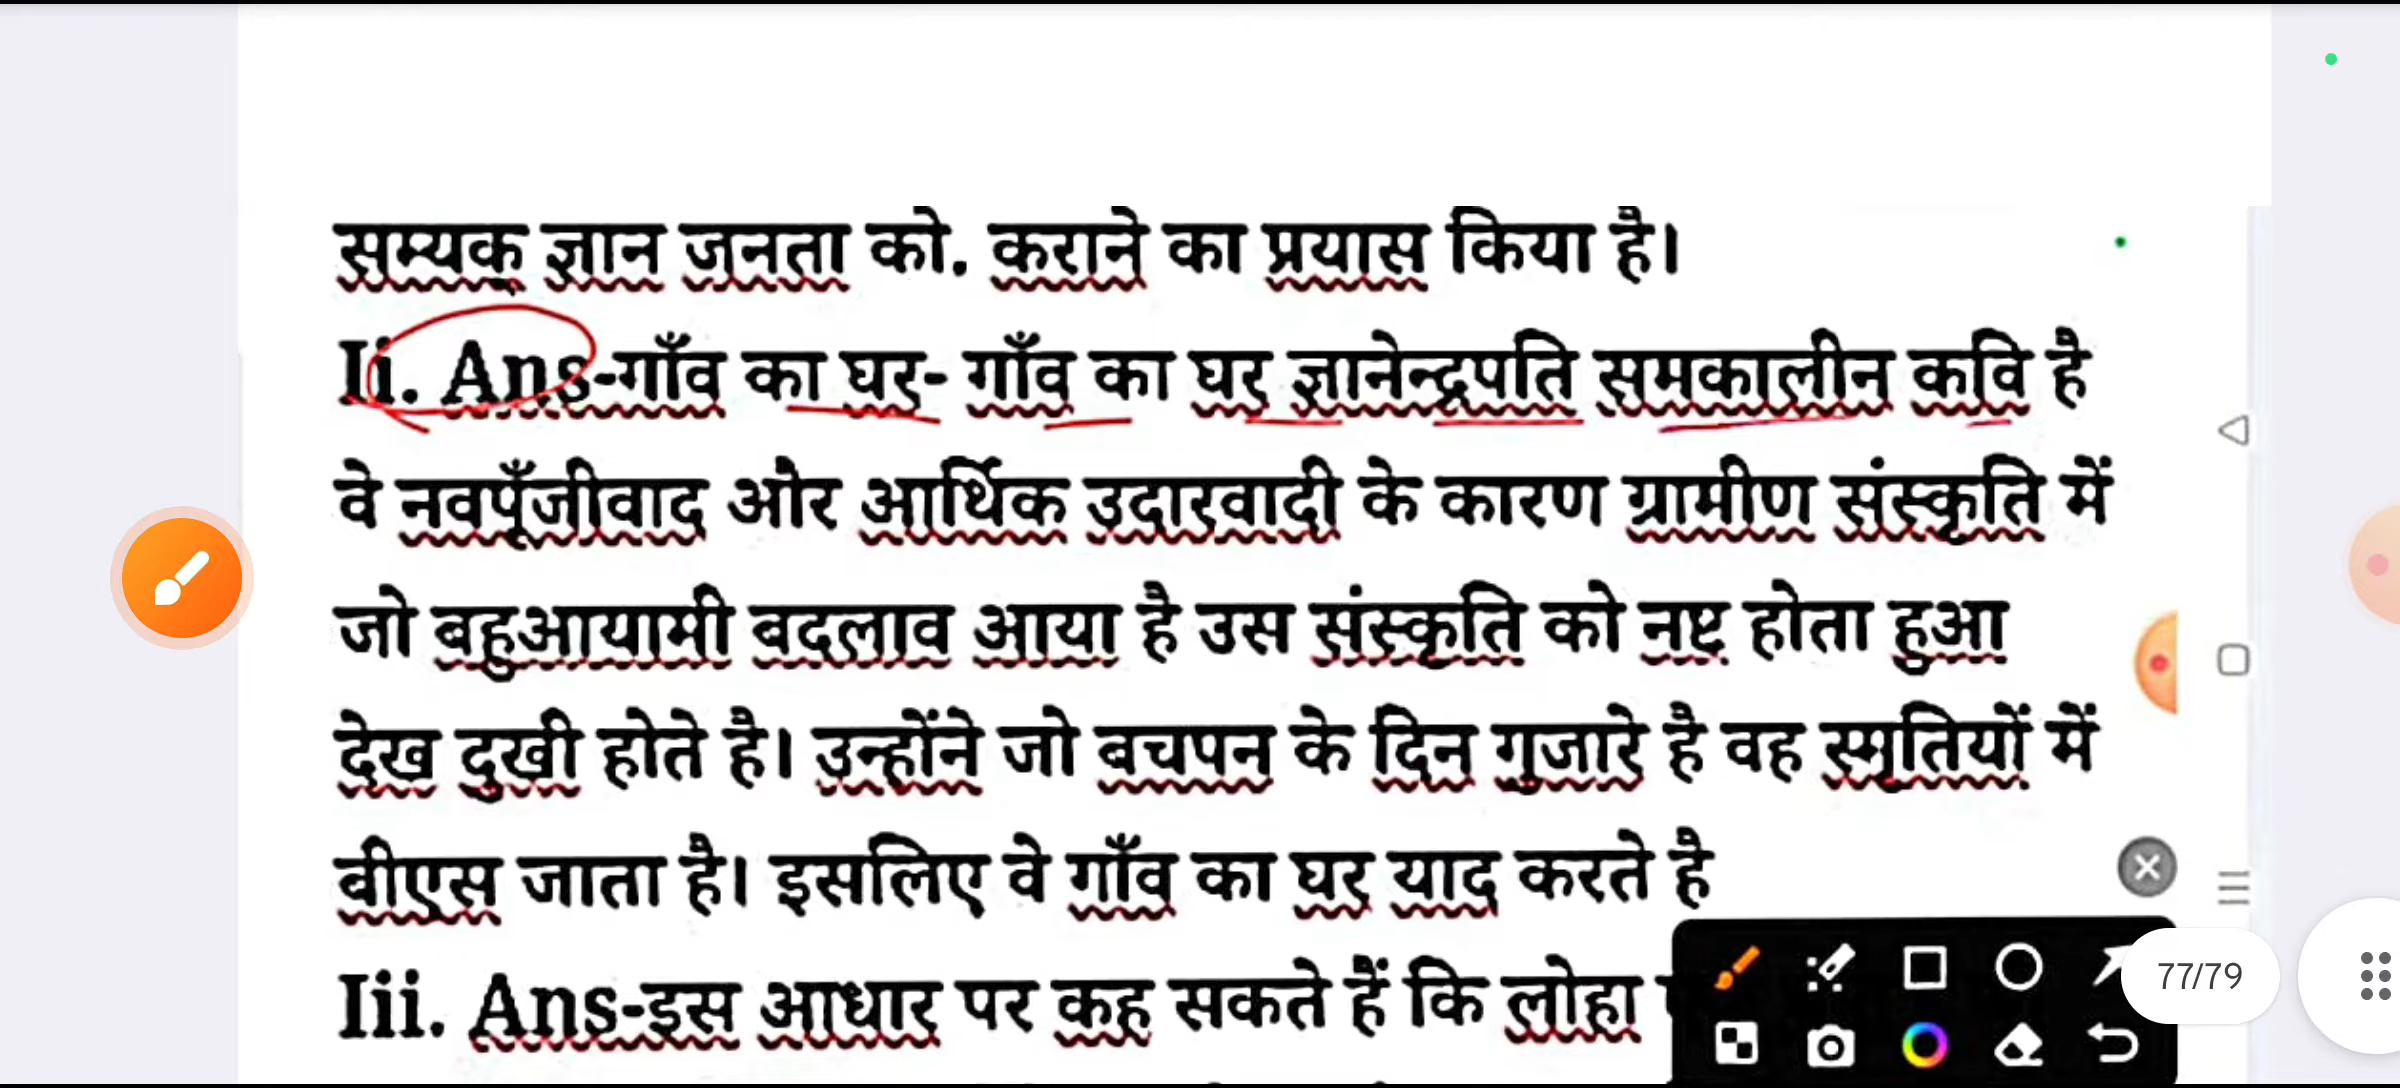 सम्यक् ज्ञान जनता को. कराने का प्रयास किया है।
Ii. Ans-गाँव का घर- गाँव का घर ज्ञानेन्द्रपति समकालीन कवि है
वे नवपूँजीवाद और आर्थिक उदारवादी के कारण ग्रामीण संस्कृति में
जो बहुआयामी बदलाव आया है उस संस्कृति को नष्ट होता हुआ
देख दुखी होते है। उन्होंने जो बचपन के दिन गुजारे है वह स्मृतियों में
वीएस जाता है। इसलिए वे गाँव का घर याद करते है
Iii. Ans-इस आधार पर कह सकते हैं कि लोहा
77/79